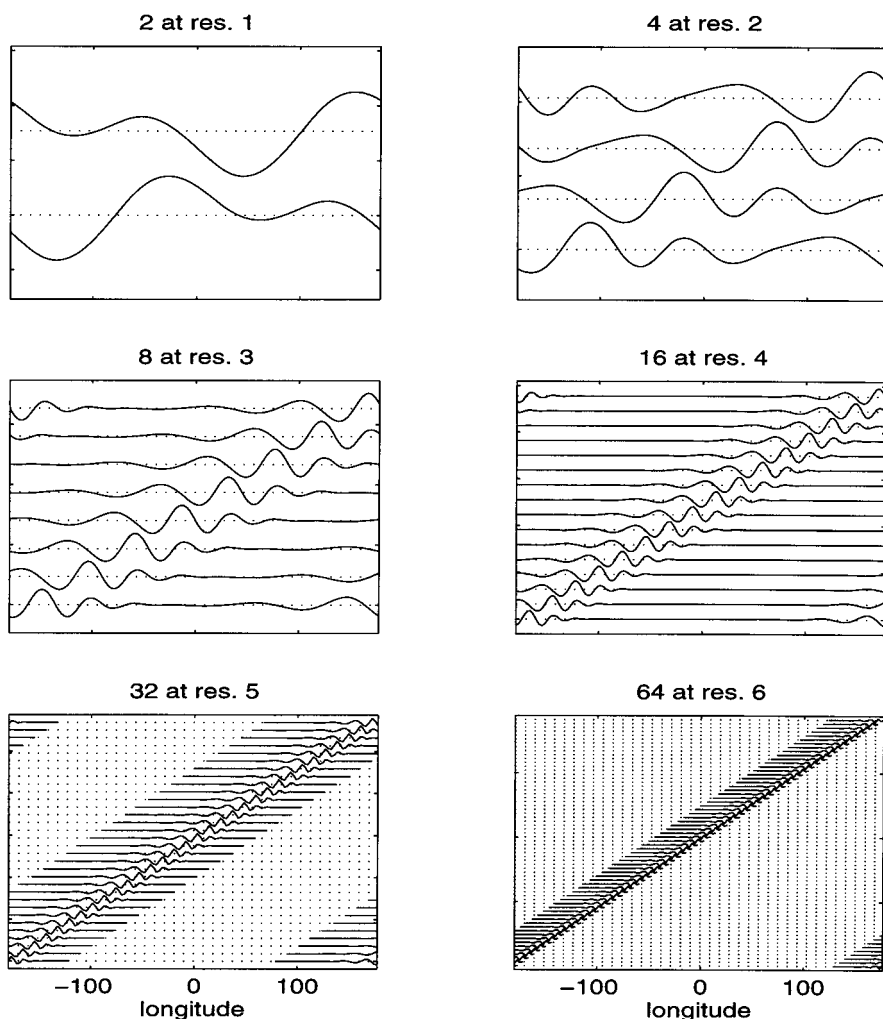 2 at res. 1
4 at res. 2
8 at res. 3
16 at res. 4
32 at res. 5
64 at res. 6
−100 0 100
longitude
−100 0 100
longitude